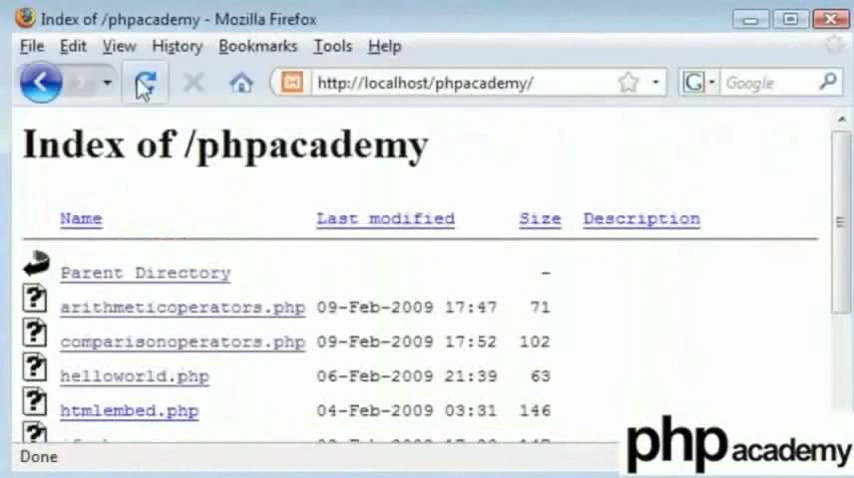 Index of /phpacademy - Mozilla Firefox
File Edit View History Bookmarks Tools Help
http://localhost/phpacademy/ G Google
Index of /phpacademy
Name Last modified Size Description
Parent Directory -
arithmeticoperators.php 09-Feb-2009 17:47 71
comparisonoperators.php 09-Feb-2009 17:52 102
helloworld.php 06-Feb-2009 21:39 63
htmlembed.php 04-Feb-2009 03:31 146
Done
php academy